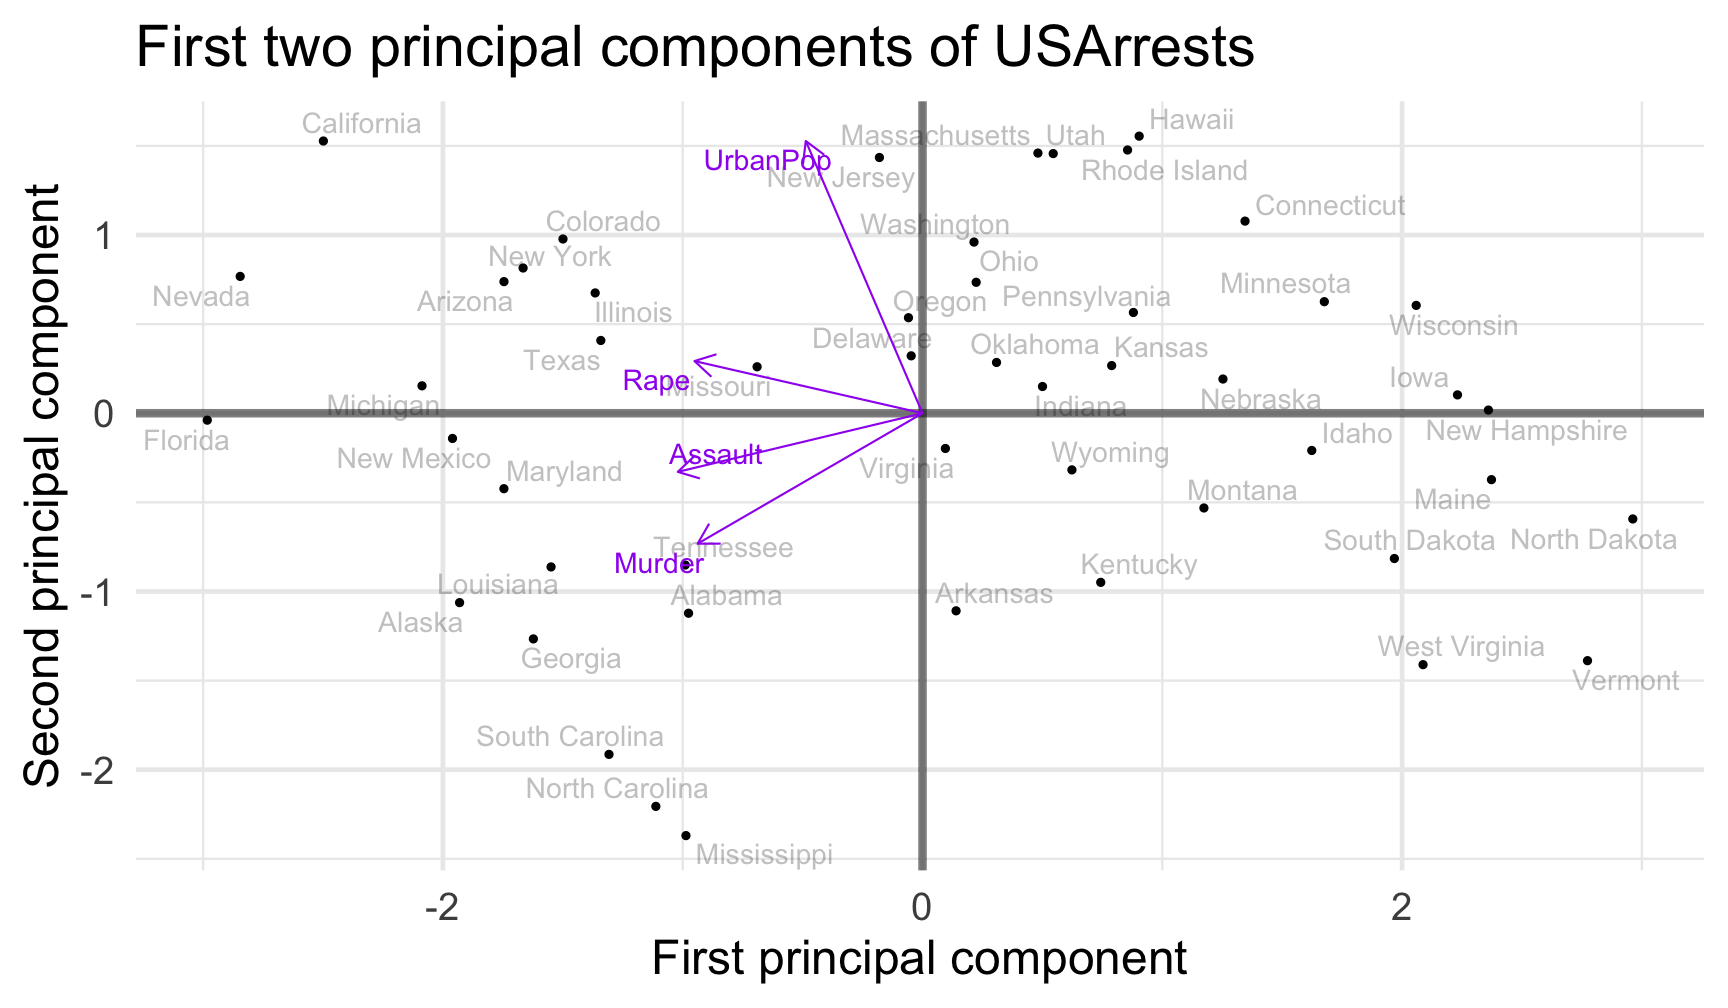 First two principal components of USArrests
Second principal component
1
0
-1
-2
California
Massachusetts
Utah
Hawaii
UrbanPop
New Jersey
Rhode Island
Connecticut
Colorado
Washington
New York
Ohio
Nevada
Arizona
Illinois
Oregon
Pennsylvania
Minnesota
Wisconsin
Texas
Delaware
Oklahoma
Kansas
Rape
Missouri
Iowa
Michigan
Indiana
Nebraska
Florida
New Mexico
Maryland
Assault
Virginia
Wyoming
Idaho
New Hampshire
Montana
Maine
Tennessee
Murder
South Dakota
North Dakota
Louisiana
Alabama
Kentucky
Arkansas
Alaska
Georgia
West Virginia
Vermont
South Carolina
North Carolina
Mississippi
-2
0
2
First principal component